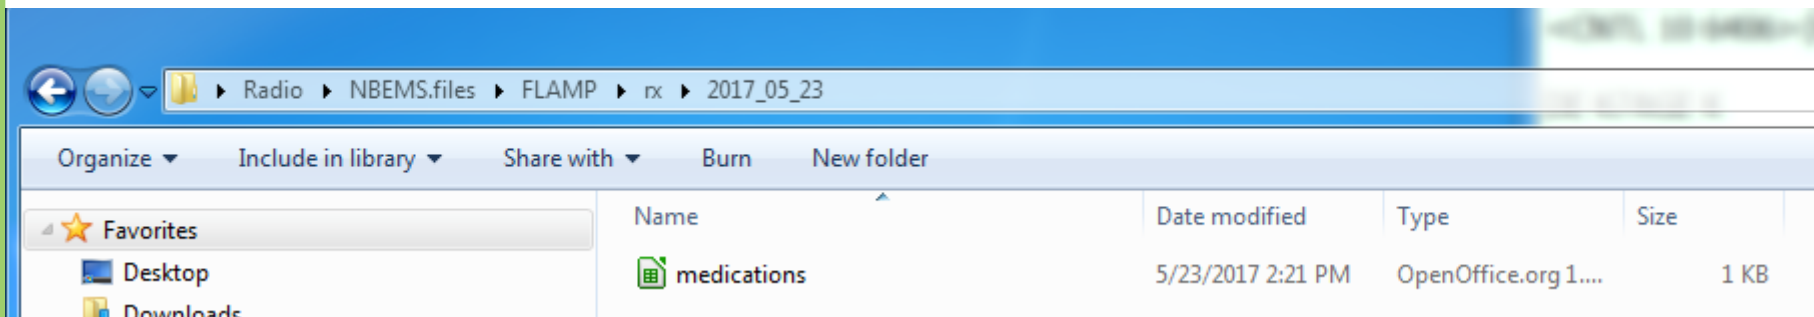 Radio NBEMS.files FLAMP rx 2017_05_23
Organize Include in library Share with Burn New folder
Favorites
Desktop
Downloads
Name Date modified Type Size
medications 5/23/2017 2:21 PM OpenOffice.org 1.... 1 KB